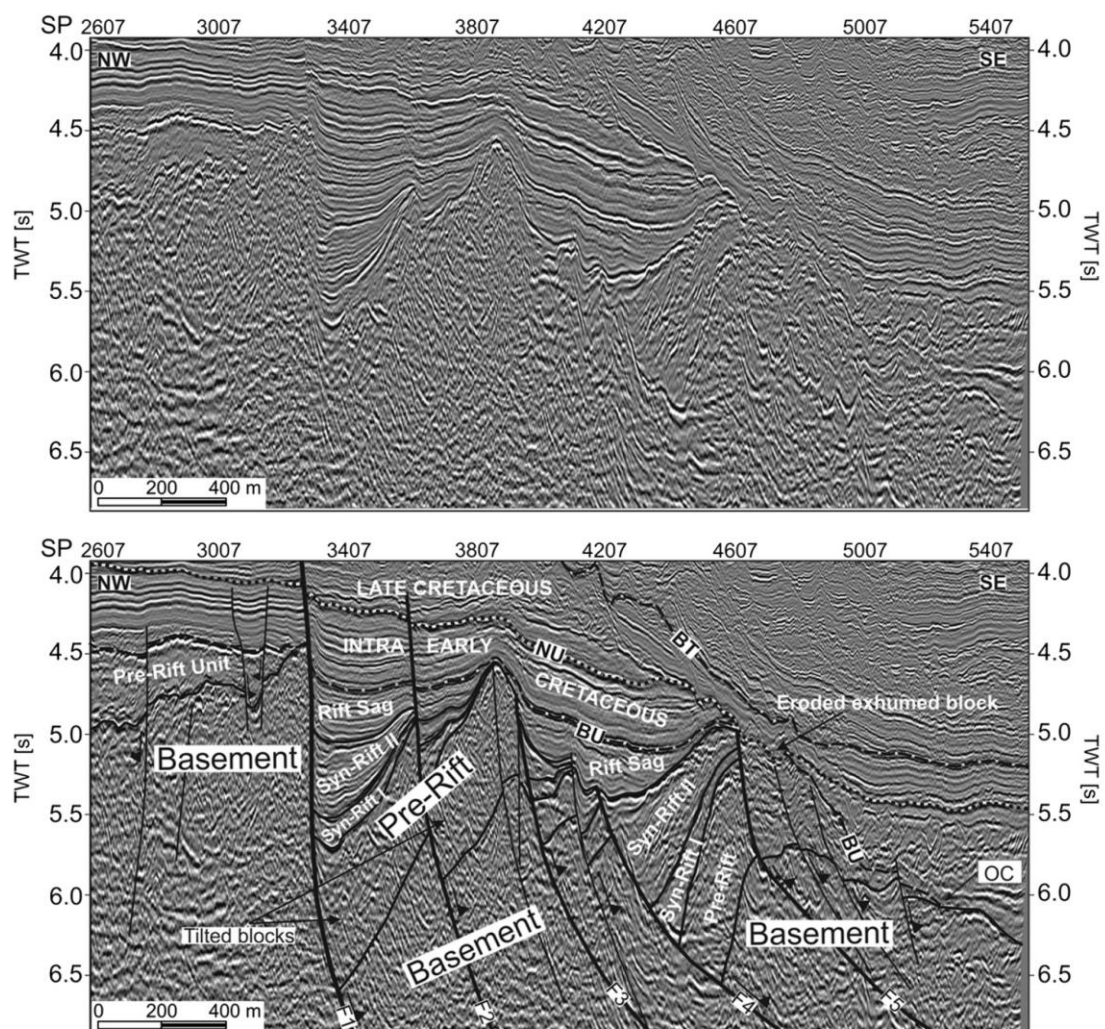 SP 2607 3007 3407 3807 4207 4607 5007 5407
4.0 NW SE 4.0
4.5 4.5
5.0 5.0
TWT [s] TWT [s]
5.5 5.5
6.0 6.0
6.5 6.5
0 200 400 m
SP 2607 3007 3407 3807 4207 4607 5007 5407
4.0 NW SE 4.0
LATE CRETACEOUS
BT
4.5 INTRA EARLY NU 4.5
Pre-Rift Unit
CRETACEOUS
Eroded exhumed block
Rift Sag
5.0 BU 5.0
Basement
Rift Sag
TWT [s] TWT [s]
Syn-Rift II
Pre-Rift
5.5 5.5
Syn-Rift I
Syn-Rift II
BU
OC
6.0 6.0
Syn-Rift I
Pre-Rift
Tilted blocks
Basement
Basement
6.5 6.5
0 200 400 m
F1 F2 F3 F4 F5